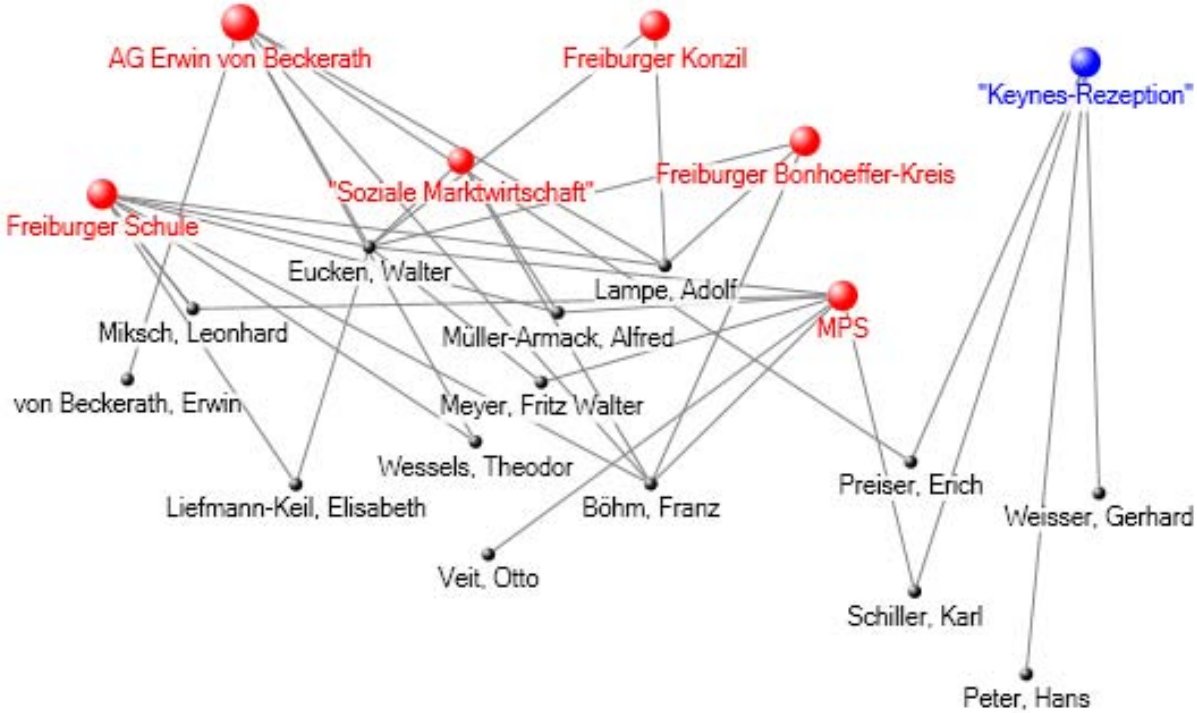 AG Erwin von Beckerath
Freiburger Konzil
"Keynes-Rezeption"
"Soziale Marktwirtschaft"
Freiburger Bonhoeffer-Kreis
Freiburger Schule
Eucken, Walter
Lampe, Adolf
Miksch, Leonhard
Müller-Armack, Alfred
MPS
von Beckerath, Erwin
Meyer, Fritz Walter
Wessels, Theodor
Preiser, Erich
Liefmann-Keil, Elisabeth
Böhm, Franz
Weisser, Gerhard
Veit, Otto
Schiller, Karl
Peter, Hans